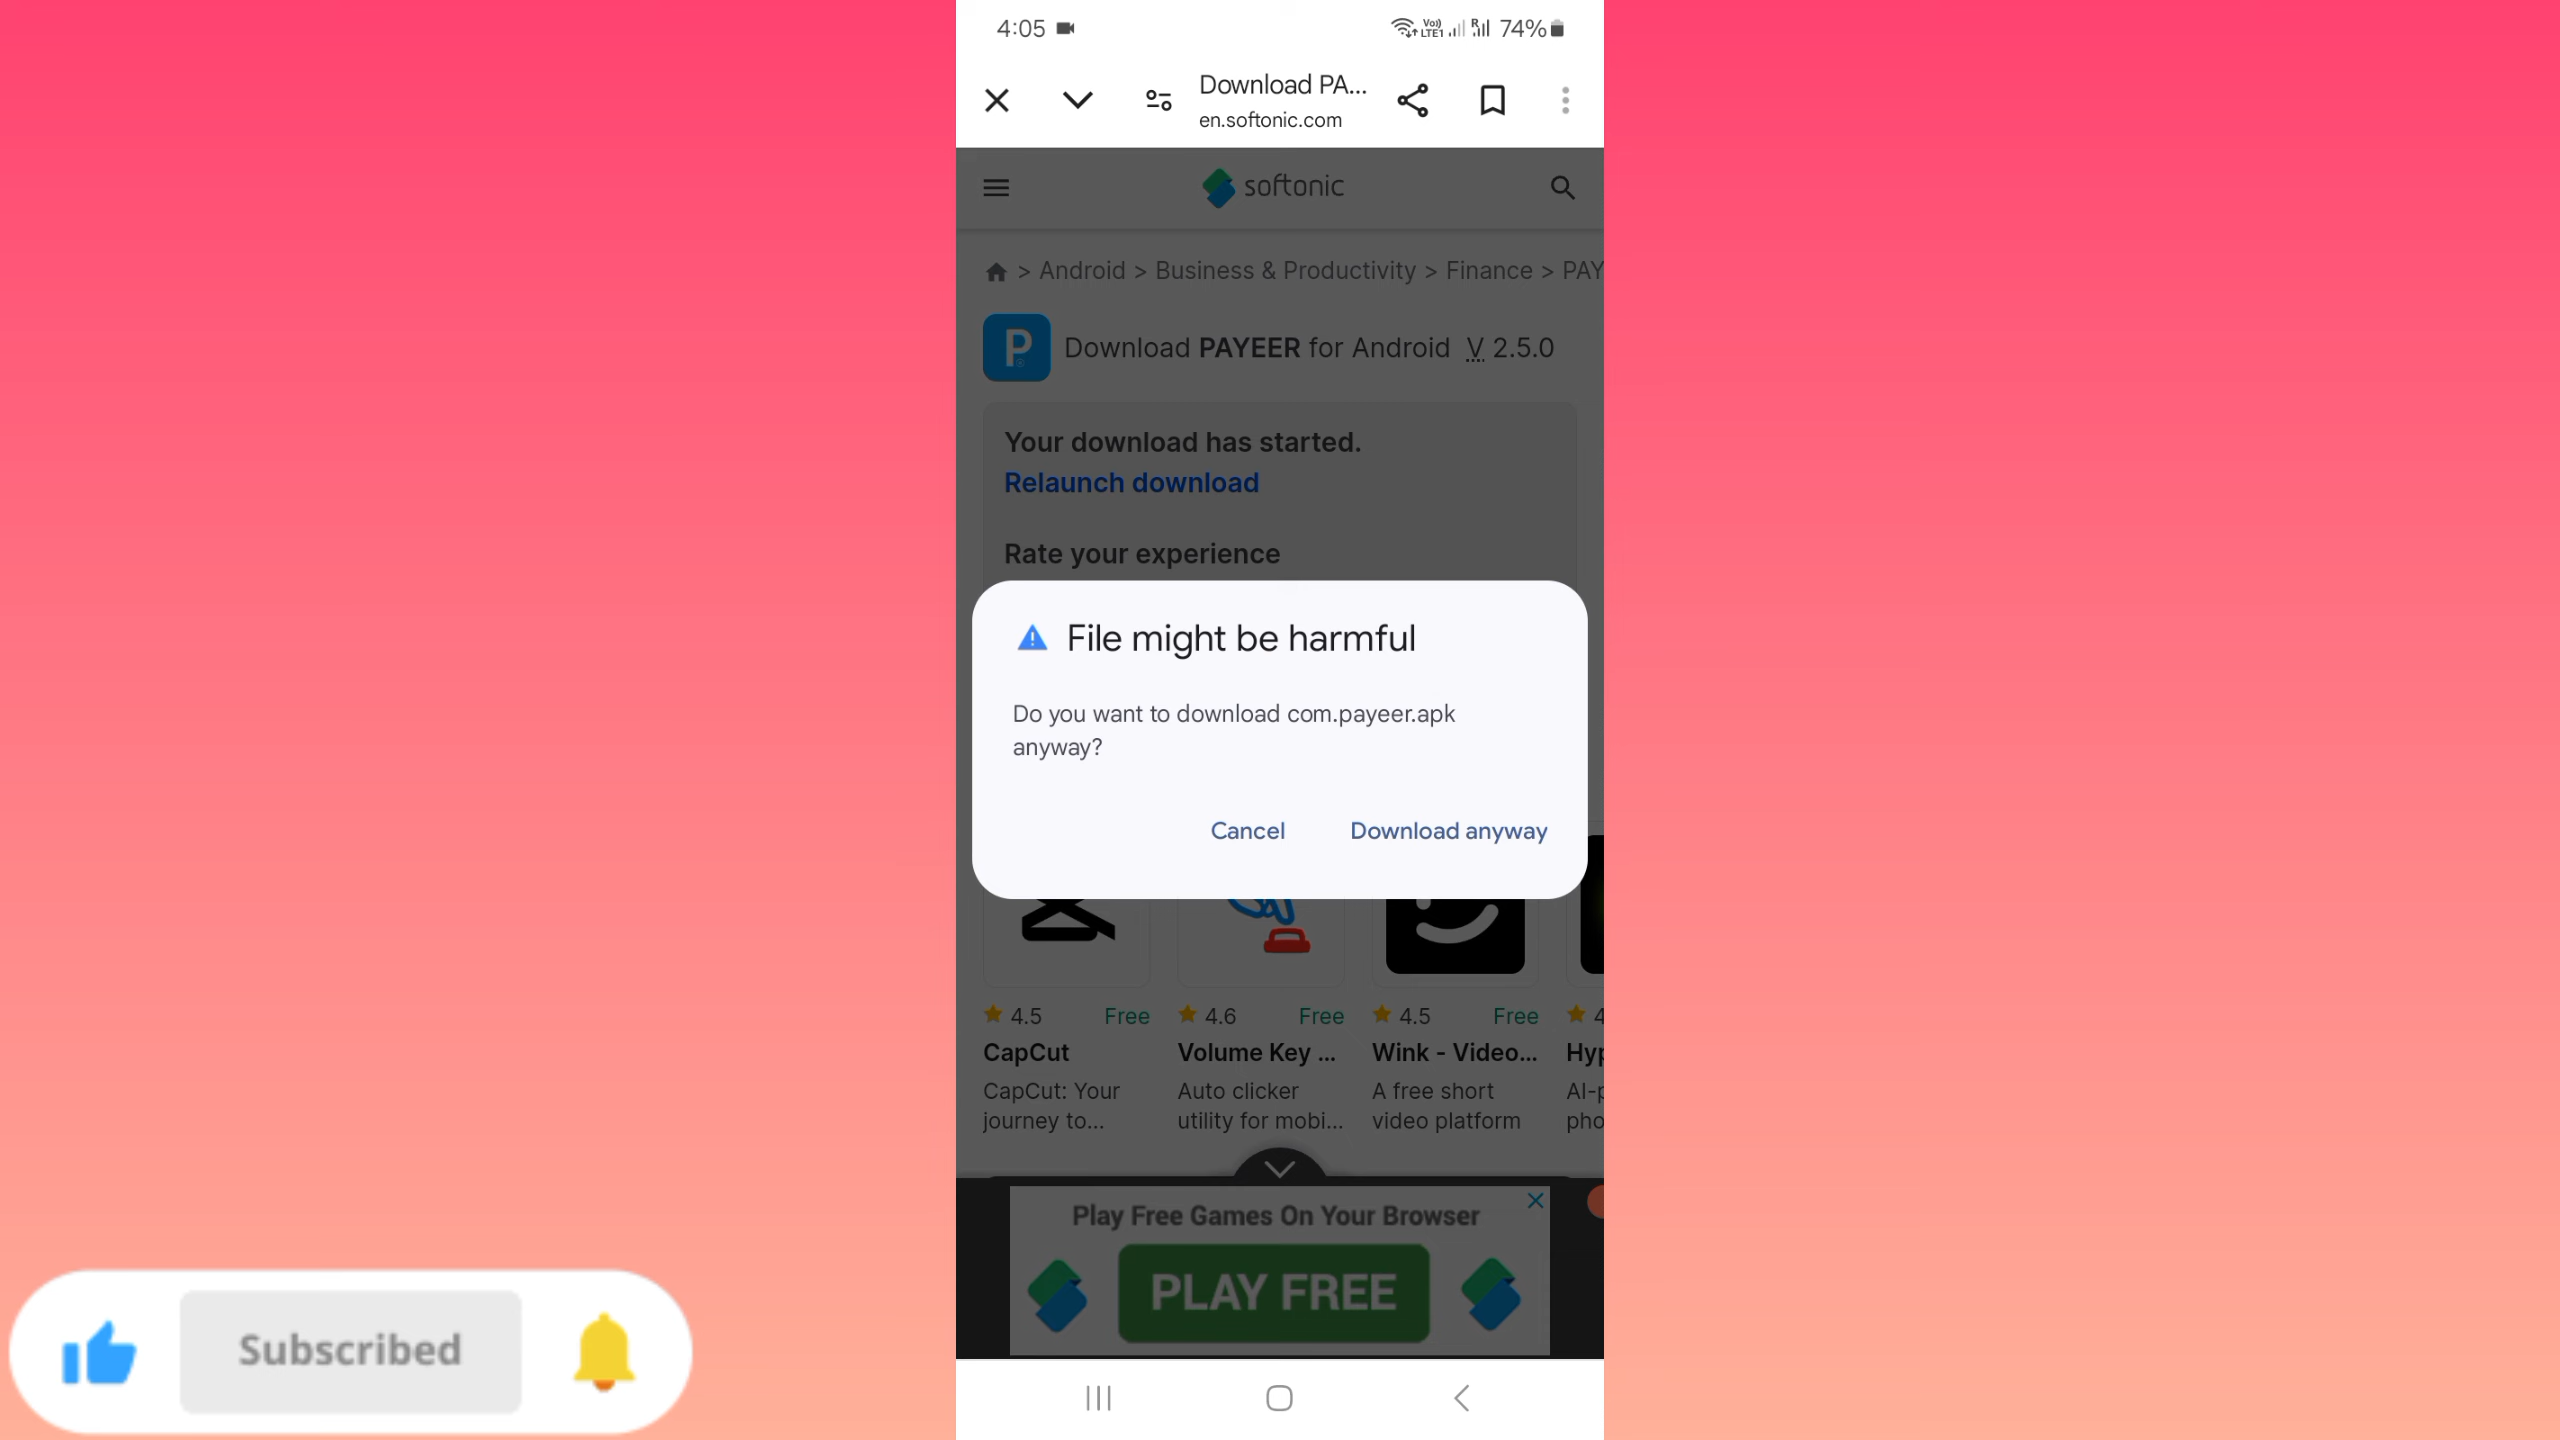 4:05
Vo)) LTE1 R 74%
Download PA...
en.softonic.com
softonic
> Android > Business & Productivity > Finance > PAY
P Download PAYEER for Android V 2.5.0
Your download has started.
Relaunch download
Rate your experience
File might be harmful
Do you want to download com.payeer.apk
anyway?
Cancel Download anyway
4.5 Free 4.6 Free 4.5 Free 4
CapCut Volume Key ... Wink - Video... Hyp
CapCut: Your Auto clicker A free short AI-p
journey to... utility for mobi... video platform pho
Play Free Games On Your Browser
PLAY FREE
Subscribed